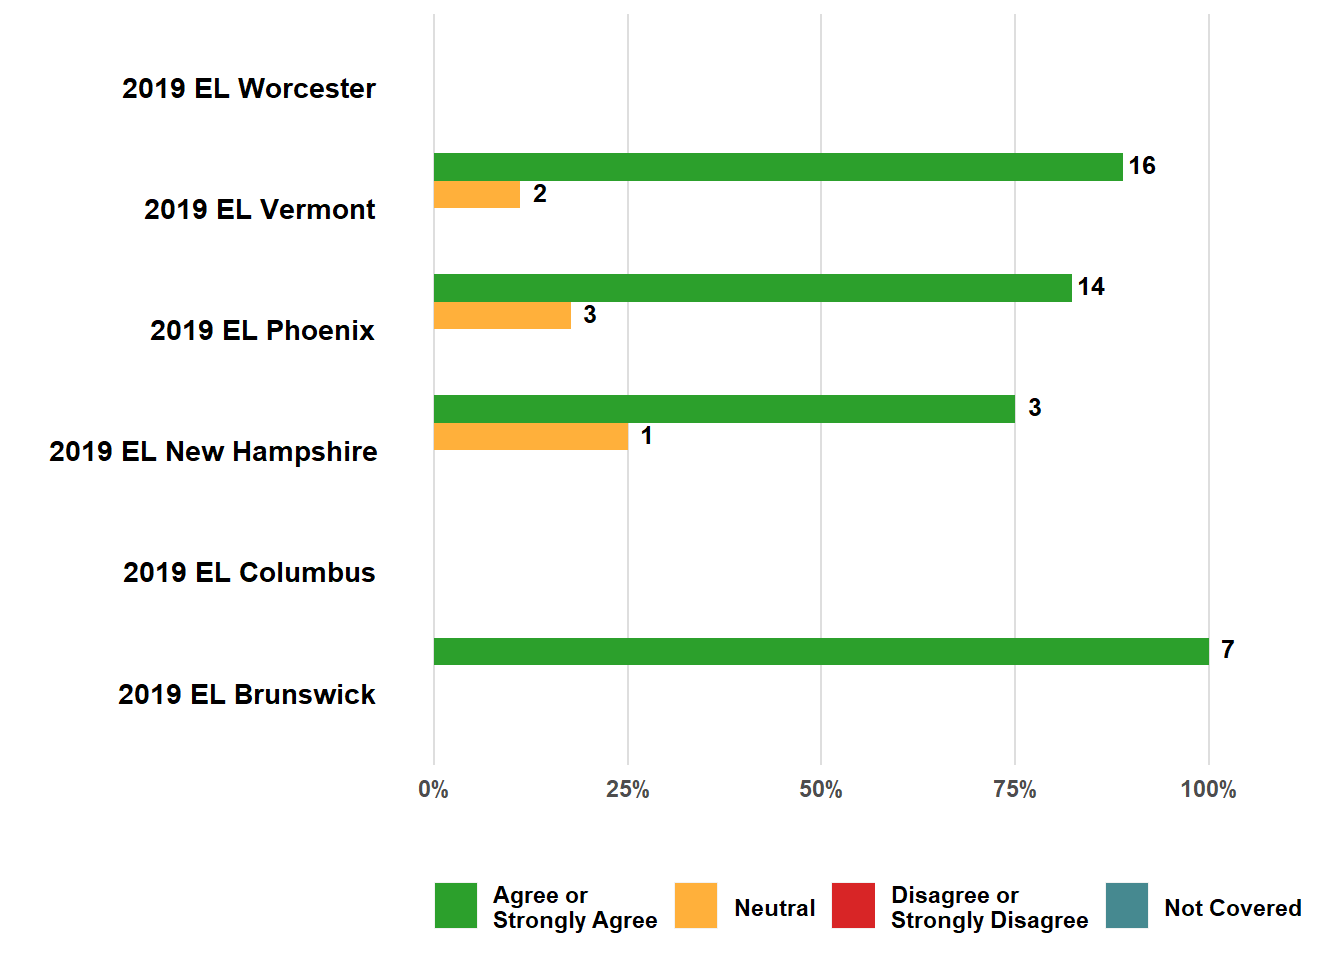 2019 EL Worcester
16
2
2019 EL Vermont
14
3
2019 EL Phoenix
3
1
2019 EL New Hampshire
2019 EL Columbus
7
2019 EL Brunswick
0% 25% 50% 75% 100%
Agree or
Strongly Agree
Neutral
Disagree or
Strongly Disagree
Not Covered